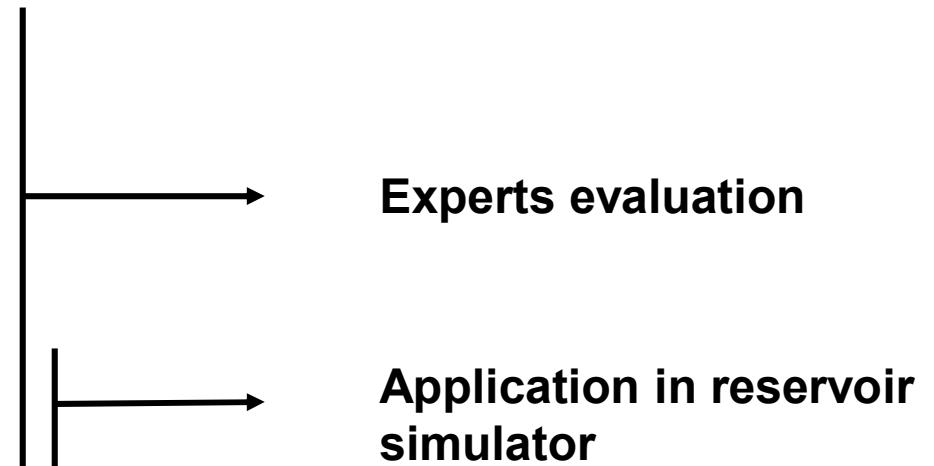 Experts evaluation
Application in reservoir
simulator